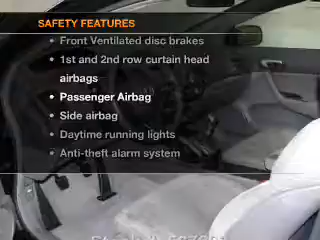 SAFETY FEATURES
• Front Ventilated disc brakes
• 1st and 2nd row curtain head
airbags
• Passenger Airbag
• Side airbag
• Daytime running lights
• Anti-theft alarm system